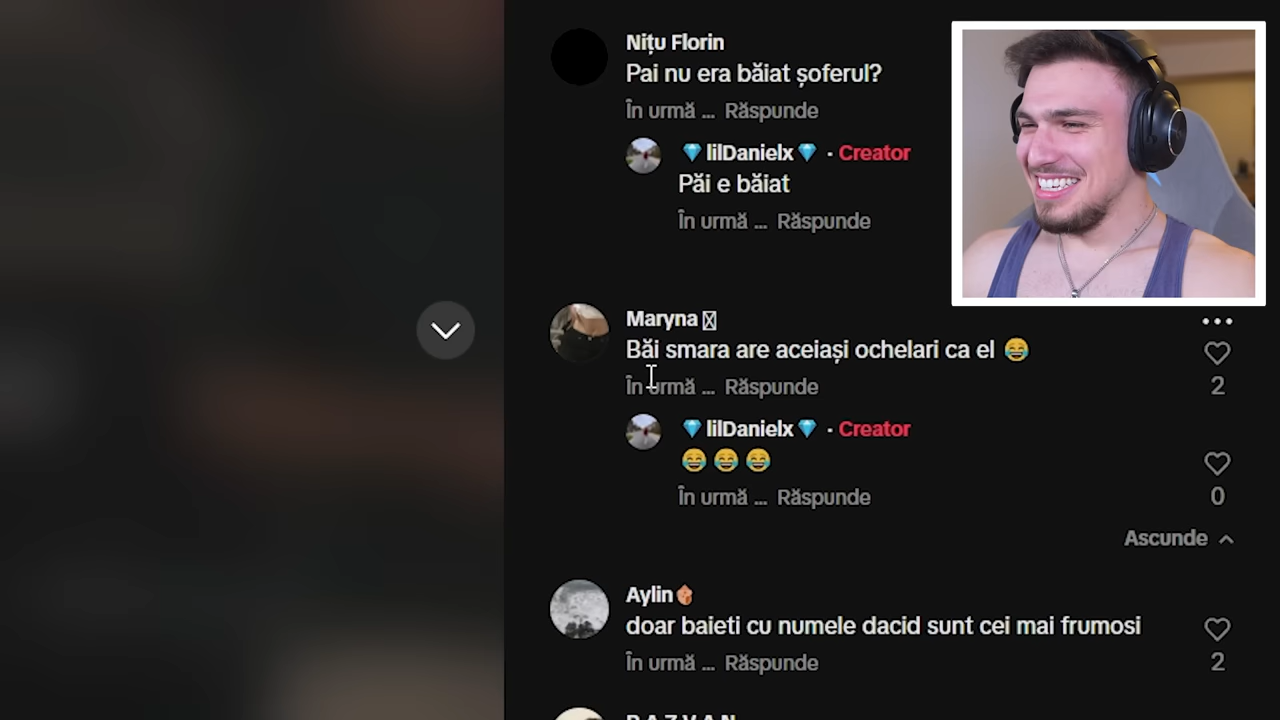 Nițu Florin
Pai nu era băiat șoferul?
În urmă ... Răspunde
💎 lilDanielx 💎 · Creator
Păi e băiat
În urmă ... Răspunde
Maryna
Băi smara are aceiași ochelari ca el 😂
În urmă ... Răspunde
2
💎 lilDanielx 💎 · Creator
😂 😂 😂
În urmă ... Răspunde
0
Ascunde
Aylin
doar baieti cu numele dacid sunt cei mai frumosi
În urmă ... Răspunde
2
R A Z V A N